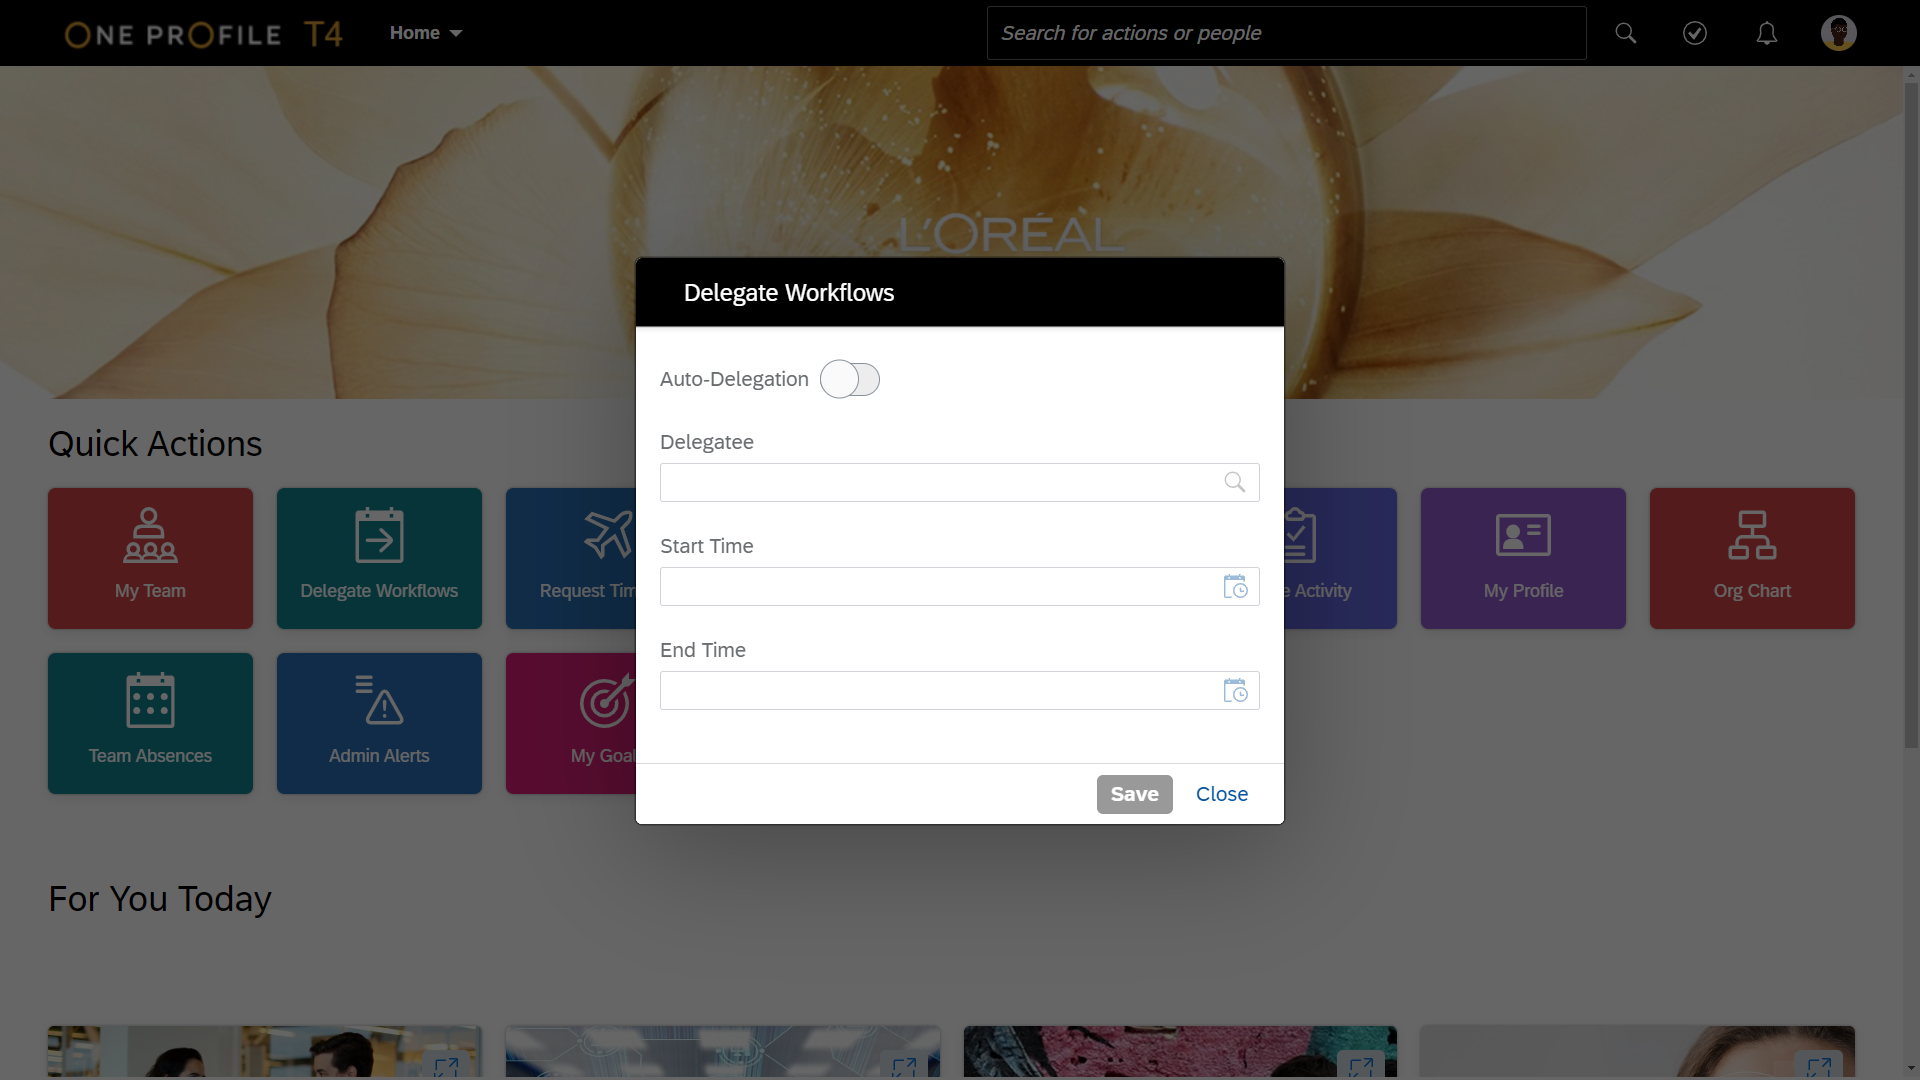 ONE PROFILE T4
Home
Search for actions or people
L'ORÉAL
Delegate Workflows
Auto-Delegation
Delegatee
Start Time
End Time
Save
Close
Quick Actions
My Team
Delegate Workflows
Request Tim
e Activity
My Profile
Org Chart
Team Absences
Admin Alerts
My Goal
For You Today